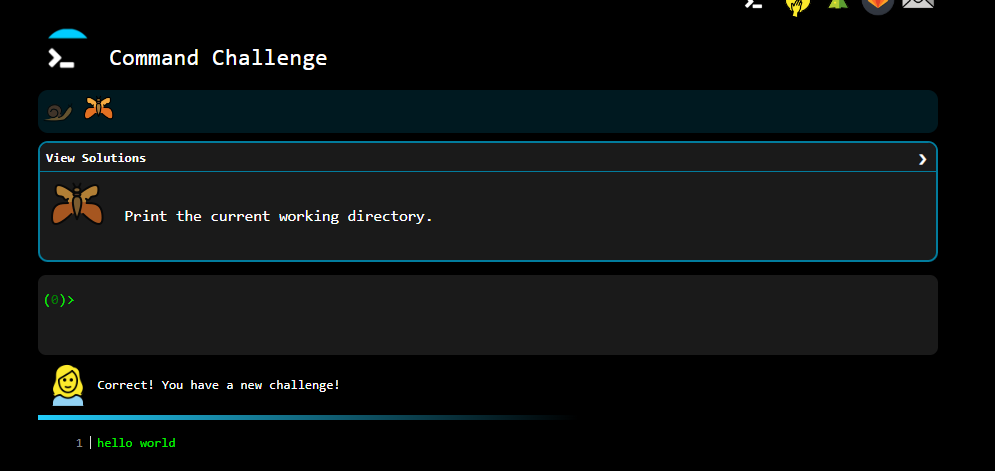 Command Challenge
View Solutions
Print the current working directory.
(0)>
Correct! You have a new challenge!
1 hello world